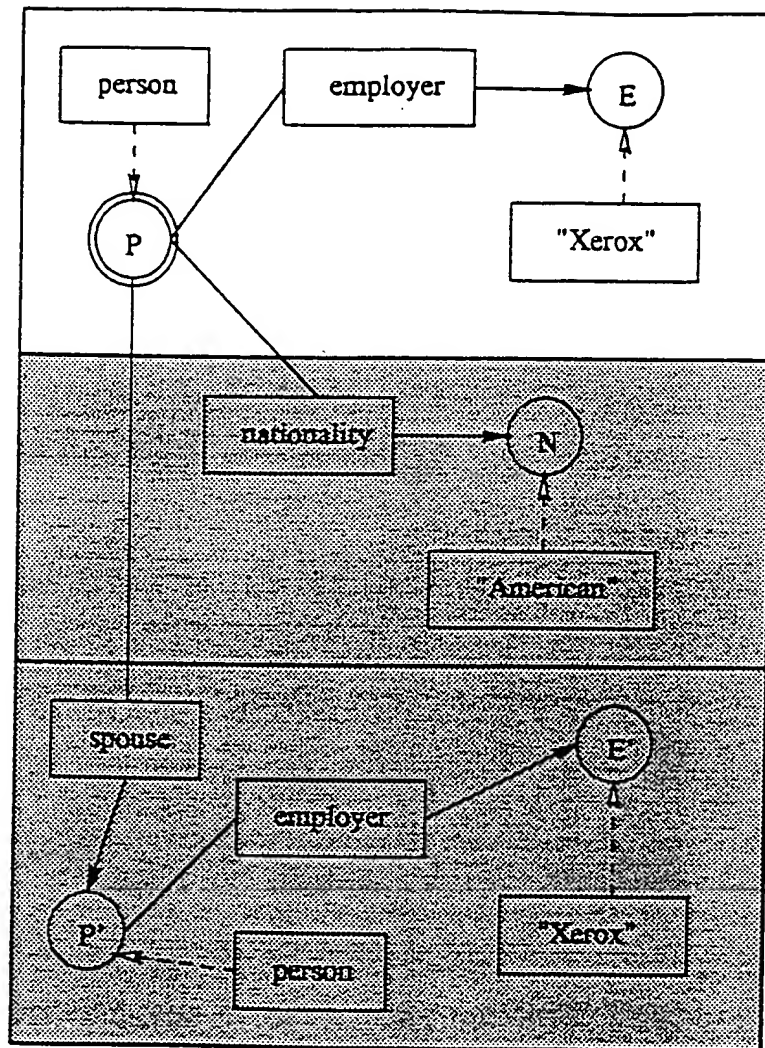 person
employer
E
P
"Xerox"
nationality
N
"American"
spouse
E'
employer
P'
"Xerox"
person